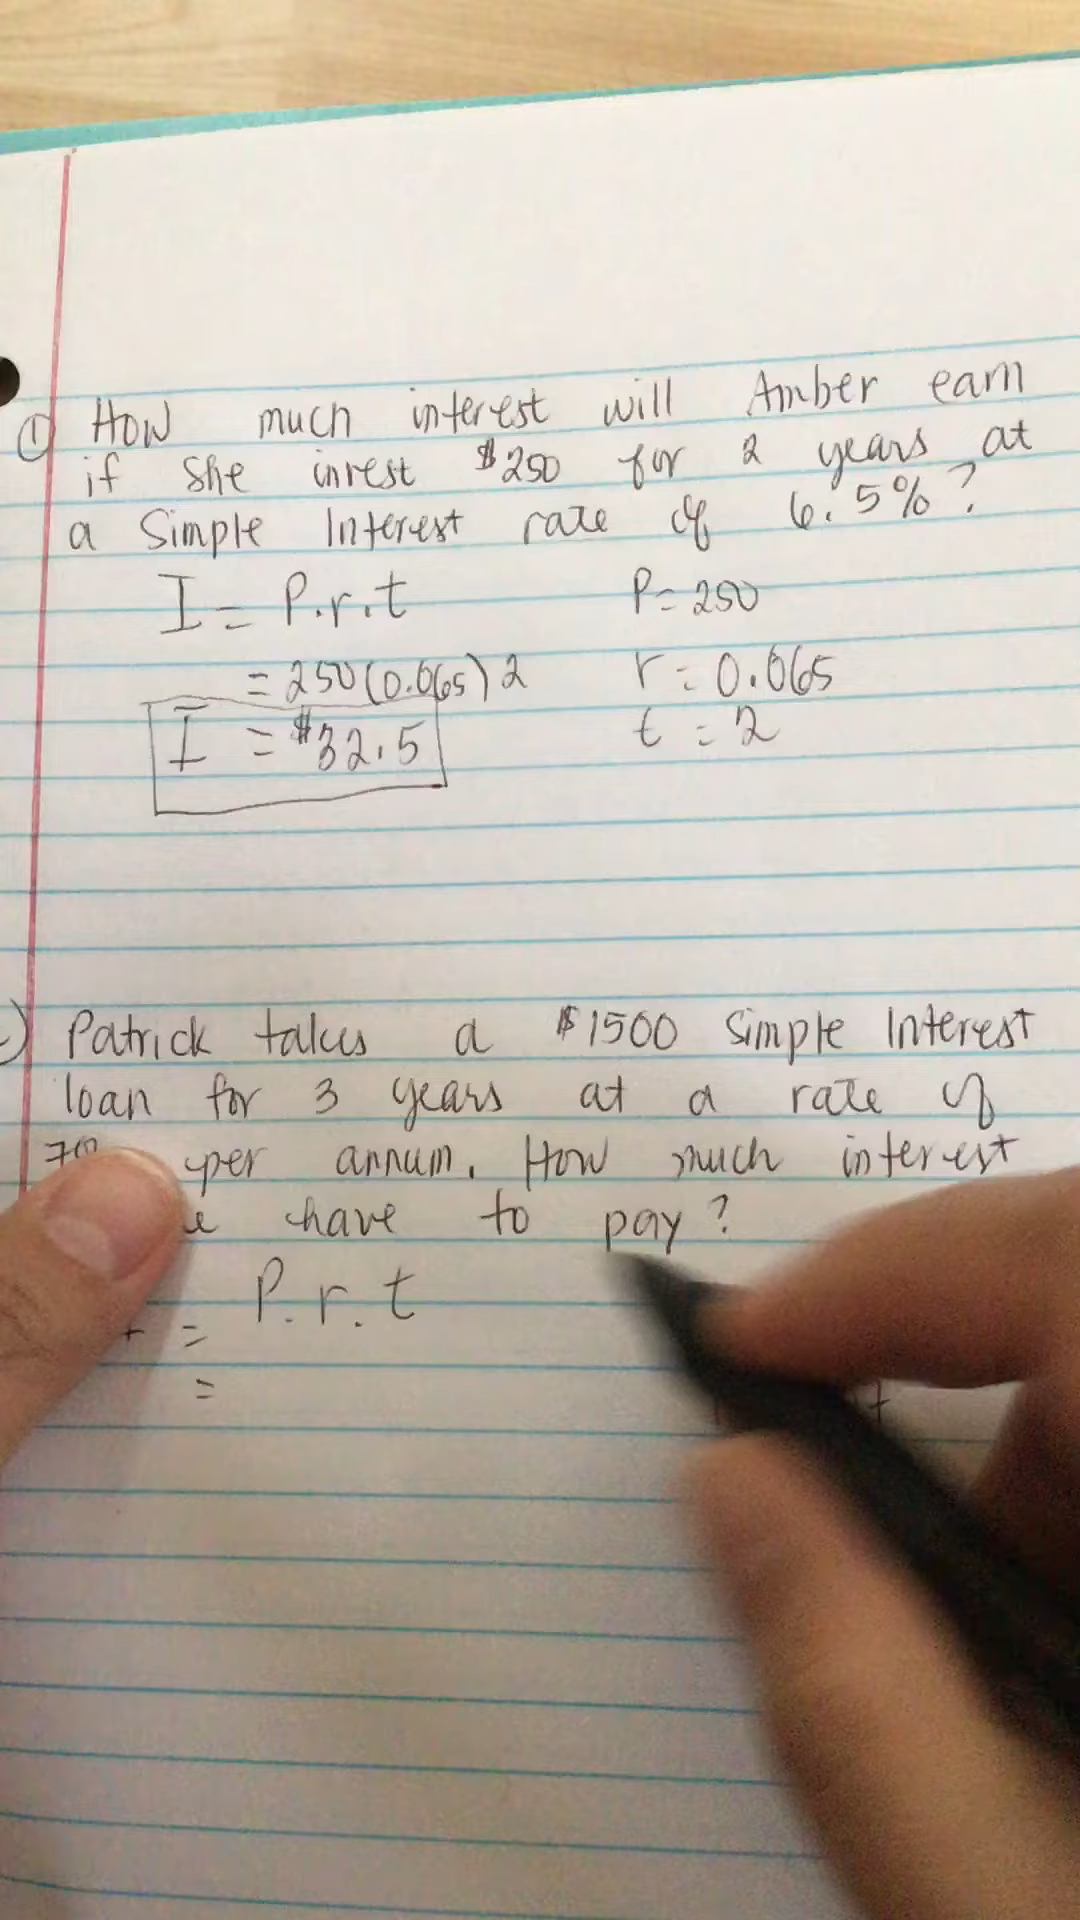 ① How much interest will Amber earn
if She inrest $250 for 2 years at
a Simple Interest rate of 6.5%?
I = P.r.t
P = 250
= 250(0.065)2
r = 0.065
I = $32.5
t = 2
Patrick takes a $1500 Simple Interest
loan for 3 years at a rate of
per annum. How much interest
have to pay?
= P.r.t
=